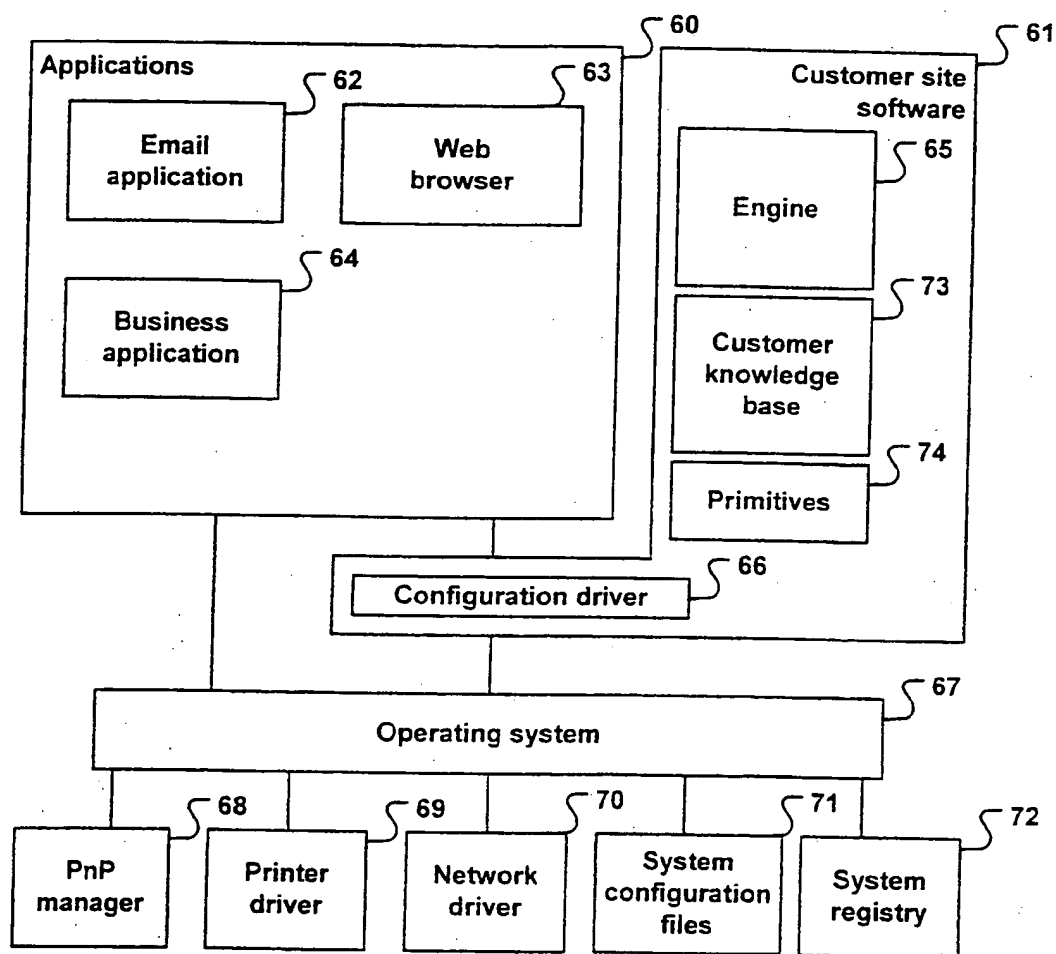 60
61
Applications
Customer site
software
62
63
Email
application
Web
browser
65
Engine
64
Business
application
73
Customer
knowledge
base
74
Primitives
66
Configuration driver
67
Operating system
68
69
70
71
72
PnP
manager
Printer
driver
Network
driver
System
configuration
files
System
registry